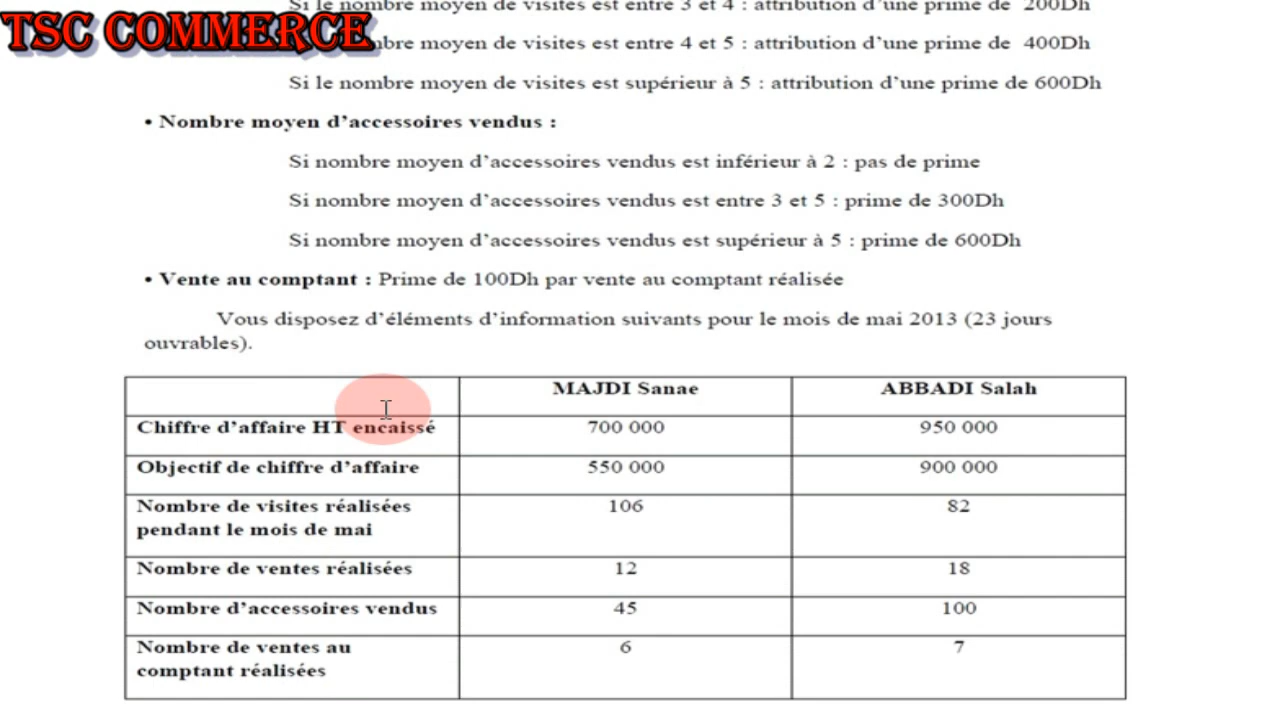 Si le nombre moyen de visites est entre 3 et 4 : attribution d'une prime de 200Dh
TSC COMMERCE
mbre moyen de visites est entre 4 et 5 : attribution d'une prime de 400Dh
Si le nombre moyen de visites est supérieur à 5 : attribution d'une prime de 600Dh
• Nombre moyen d'accessoires vendus :
Si nombre moyen d'accessoires vendus est inférieur à 2 : pas de prime
Si nombre moyen d'accessoires vendus est entre 3 et 5 : prime de 300Dh
Si nombre moyen d'accessoires vendus est supérieur à 5 : prime de 600Dh
• Vente au comptant : Prime de 100Dh par vente au comptant réalisée
Vous disposez d'éléments d'information suivants pour le mois de mai 2013 (23 jours
ouvrables).
MAJDI Sanae ABBADI Salah
Chiffre d'affaire HT encaissé 700 000 950 000
Objectif de chiffre d'affaire 550 000 900 000
Nombre de visites réalisées 106 82
pendant le mois de mai
Nombre de ventes réalisées 12 18
Nombre d'accessoires vendus 45 100
Nombre de ventes au 6 7
comptant réalisées